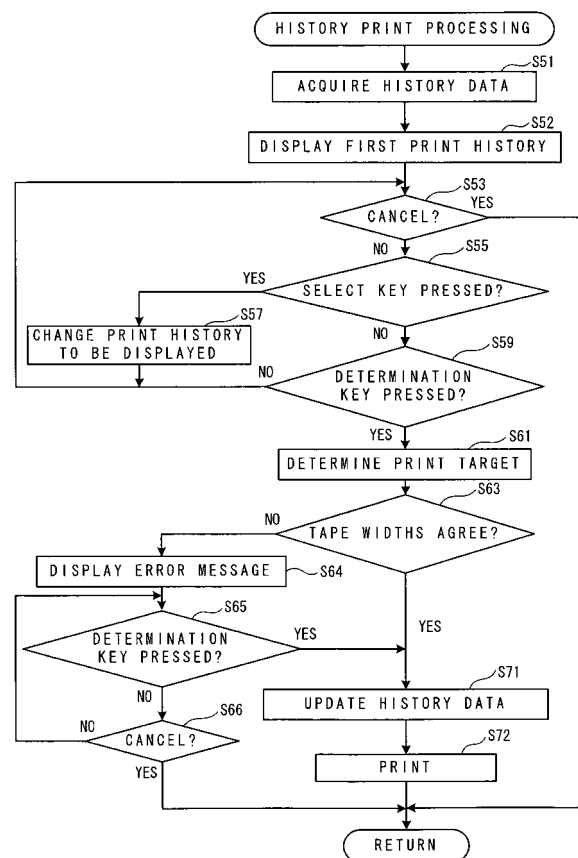 HISTORY PRINT PROCESSING
S51
ACQUIRE HISTORY DATA
S52
DISPLAY FIRST PRINT HISTORY
S53
CANCEL?
YES
NO
S55
SELECT KEY PRESSED?
YES
S57
CHANGE PRINT HISTORY
TO BE DISPLAYED
NO
S59
DETERMINATION
KEY PRESSED?
NO
YES
S61
DETERMINE PRINT TARGET
S63
TAPE WIDTHS AGREE?
NO
DISPLAY ERROR MESSAGE
S64
YES
S65
DETERMINATION
KEY PRESSED?
YES
NO
S66
CANCEL?
NO
YES
S71
UPDATE HISTORY DATA
S72
PRINT
RETURN